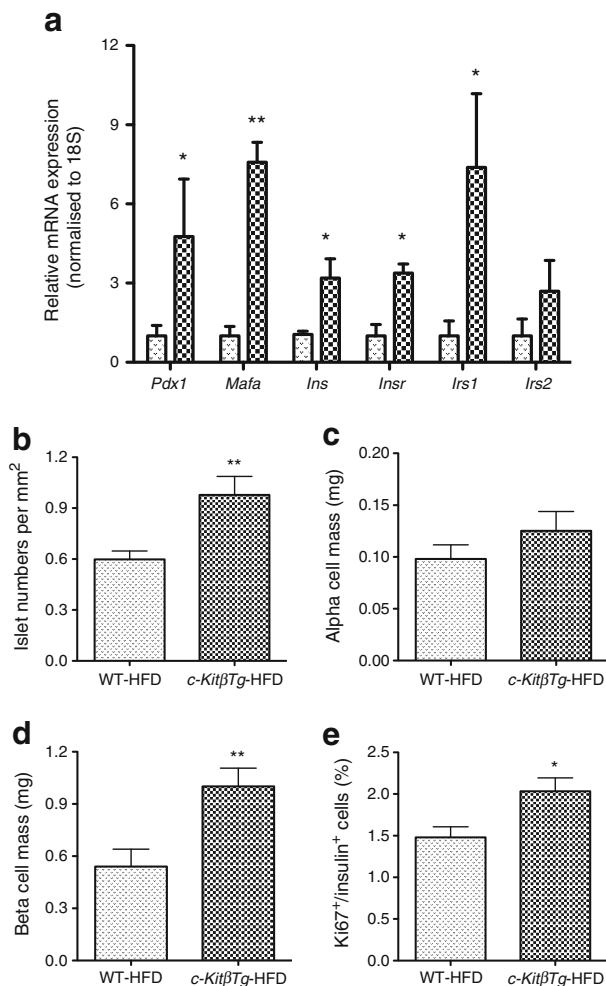 a
Relative mRNA expression
(normalised to 18S)
12
9
6
3
0
*
**
*
*
*
Pdx1 Mafa Ins Insr Irs1 Irs2
b
Islet numbers per mm²
1.2
0.9
0.6
0.3
0.0
**
WT-HFD c-KitβTg-HFD
c
Alpha cell mass (mg)
0.20
0.15
0.10
0.05
0.00
WT-HFD c-KitβTg-HFD
d
Beta cell mass (mg)
1.2
0.9
0.6
0.3
0.0
**
WT-HFD c-KitβTg-HFD
e
Ki67⁺/insulin⁺ cells (%)
2.5
2.0
1.5
1.0
0.5
0.0
*
WT-HFD c-KitβTg-HFD